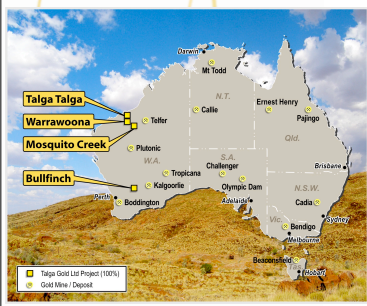 Darwin
Mt Todd
N.T.
Talga Talga
Warrawoona
Mosquito Creek
Telfer
Callie
Ernest Henry
Pajingo
Qld.
Plutonic
W.A.
Tropicana
S.A.
Challenger
Brisbane
Bullfinch
Kalgoorlie
Olympic Dam
N.S.W.
Perth
Boddington
Adelaide
Cadia
Sydney
Vic.
Bendigo
Melbourne
Beaconsfield
Hobart
Talga Gold Ltd Project (100%)
Gold Mine / Deposit